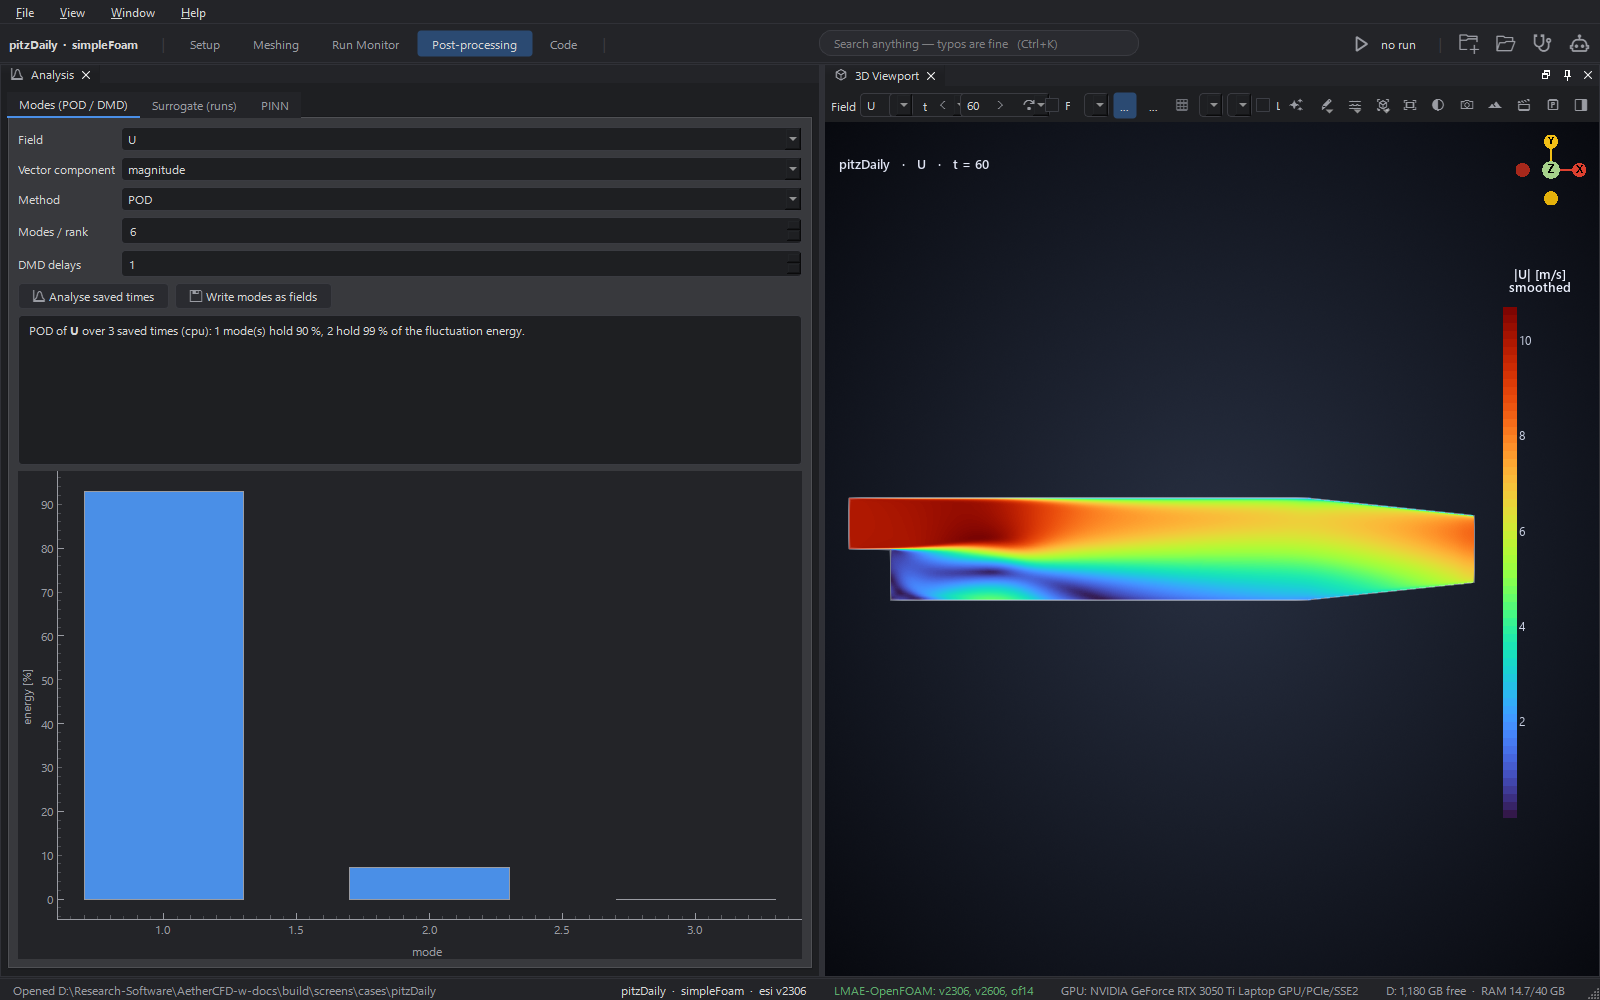 File View Window Help
pitzDaily · simpleFoam Setup Meshing Run Monitor Post-processing Code Search anything — typos are fine (Ctrl+K) no run
Analysis
3D Viewport
Modes (POD / DMD) Surrogate (runs) PINN
Field U t 60 F ... ...
Field U
Vector component magnitude
Method POD
Modes / rank 6
DMD delays 1
Analyse saved times Write modes as fields
POD of U over 3 saved times (cpu): 1 mode(s) hold 90 %, 2 hold 99 % of the fluctuation energy.
90
80
70
60
50
40
30
20
10
0
energy [%]
1.0 1.5 2.0 2.5 3.0
mode
pitzDaily · U · t = 60
Y
Z X
|U| [m/s]
smoothed
10
8
6
4
2
Opened D:\Research-Software\AetherCFD-w-docs\build\screens\cases\pitzDaily pitzDaily · simpleFoam · esi v2306 LMAE-OpenFOAM: v2306, v2606, of14 GPU: NVIDIA GeForce RTX 3050 Ti Laptop GPU/PCIe/SSE2 D: 1,180 GB free · RAM 14.7/40 GB